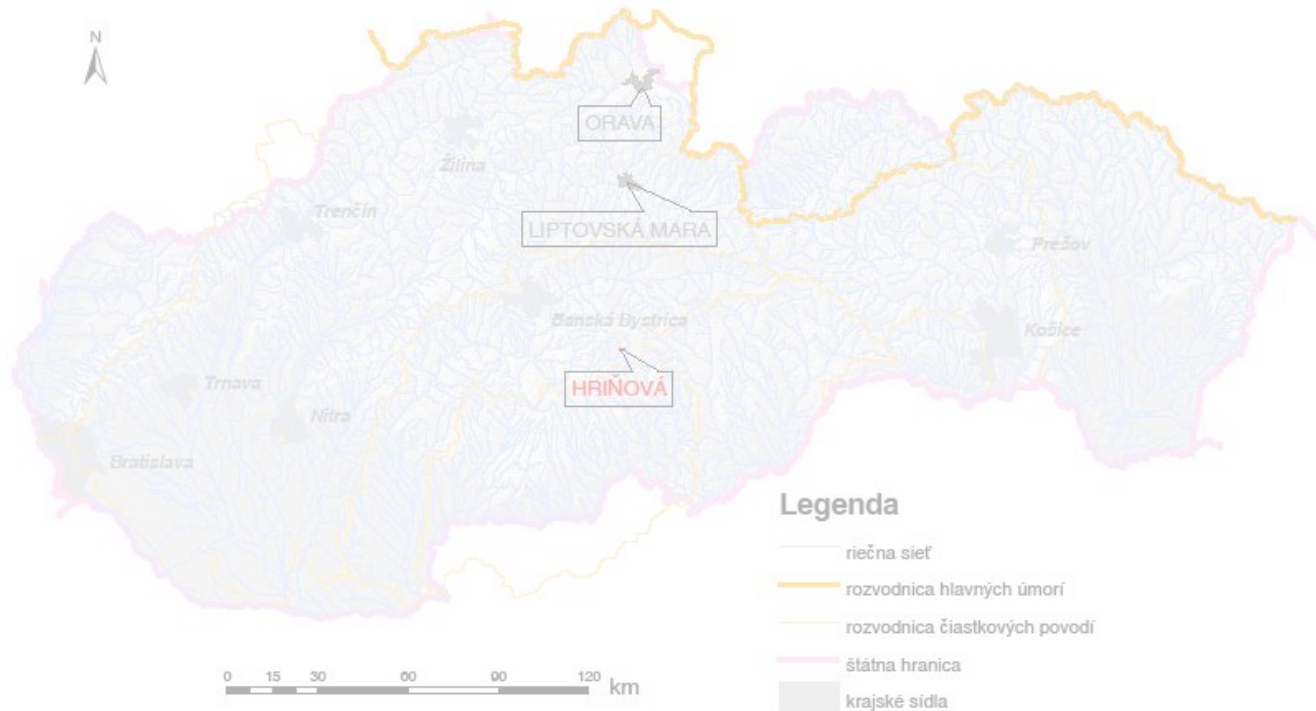 N
ORAVA
Žilina
LIPTOVSKÁ MARA
Trenčín
Prešov
Banská Bystrica
Košice
HRIŇOVÁ
Trnava
Nitra
Bratislava
Legenda
riečna sieť
rozvodnica hlavných úmorí
rozvodnica čiastkových povodí
štátna hranica
krajské sídla
0 15 30 60 90 120 km